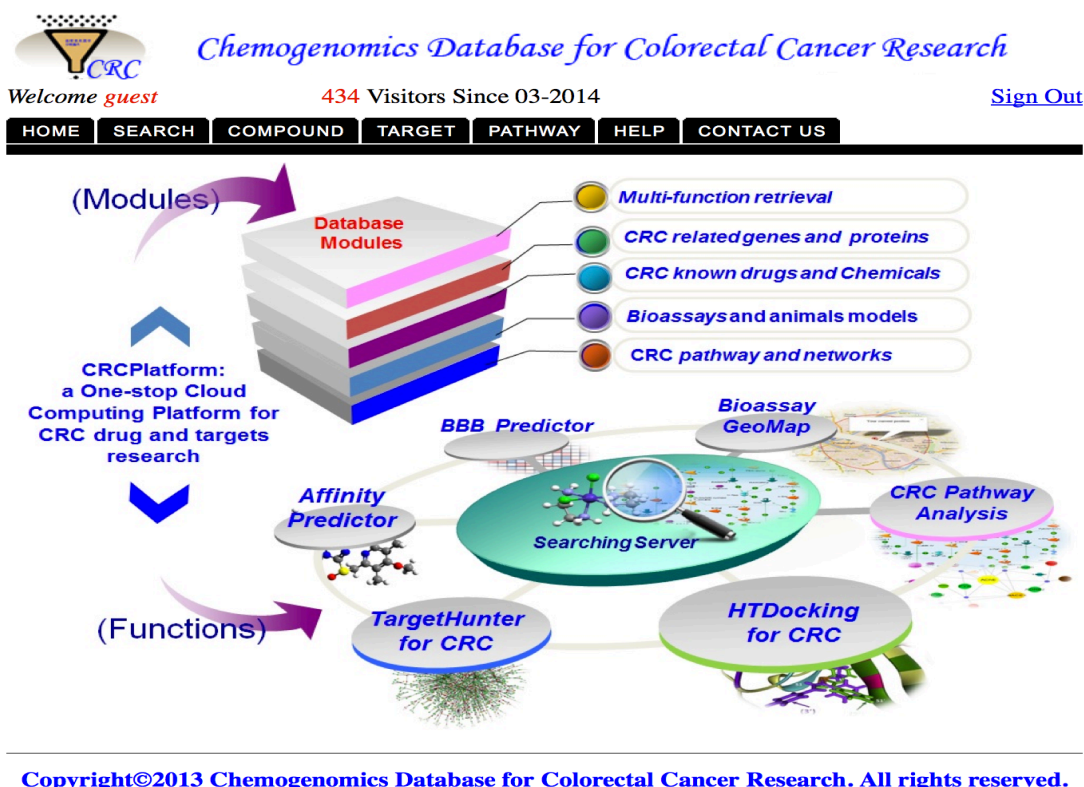 CRC
Chemogenomics Database for Colorectal Cancer Research
Welcome guest
434 Visitors Since 03-2014
Sign Out
HOME
SEARCH
COMPOUND
TARGET
PATHWAY
HELP
CONTACT US
(Modules)
Database
Modules
Multi-function retrieval
CRC related genes and proteins
CRC known drugs and Chemicals
Bioassays and animals models
CRC pathway and networks
CRCPlatform:
a One-stop Cloud
Computing Platform for
CRC drug and targets
research
(Functions)
BBB Predictor
Bioassay
GeoMap
Affinity
Predictor
CRC Pathway
Analysis
Searching Server
TargetHunter
for CRC
HTDocking
for CRC
Copyright©2013 Chemogenomics Database for Colorectal Cancer Research. All rights reserved.